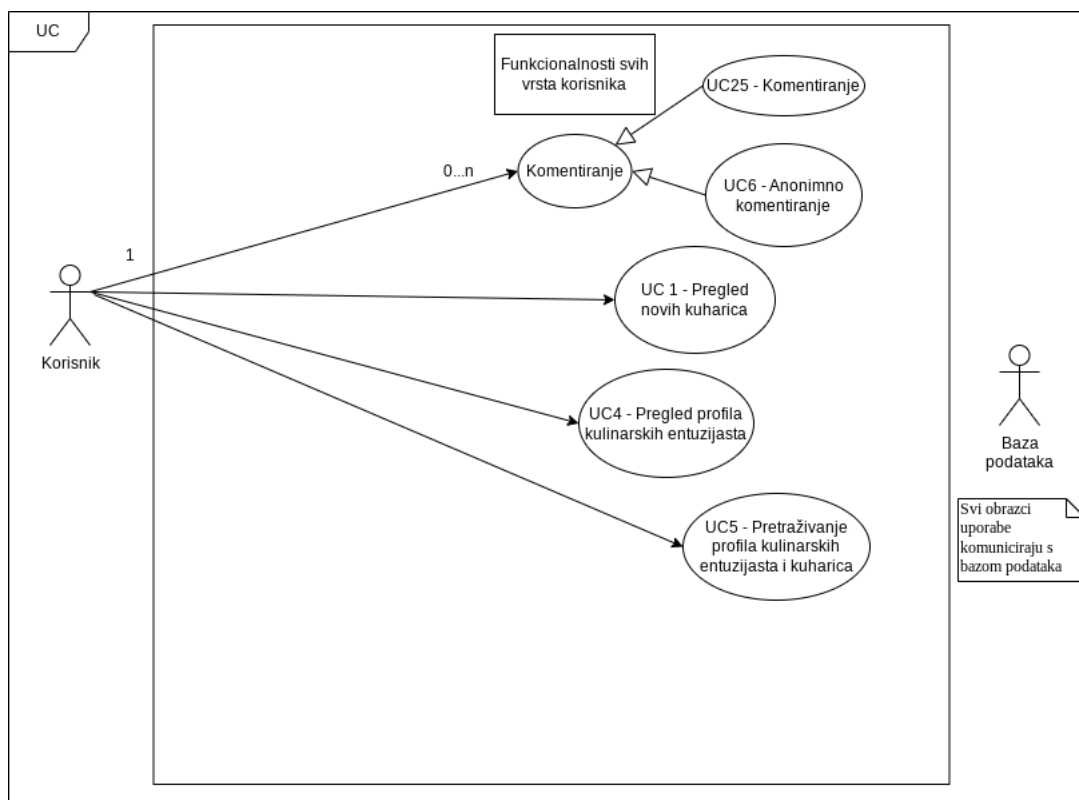 UC
Funkcionalnosti svih
vrsta korisnika
UC25 - Komentiranje
Komentiranje
0...n
UC6 - Anonimno
komentiranje
1
UC 1 - Pregled
novih kuharica
Korisnik
UC4 - Pregled profila
kulinarskih entuzijasta
Baza
podataka
UC5 - Pretraživanje
profila kulinarskih
entuzijasta i kuharica
Svi obrazci
uporabe
komuniciraju s
bazom podataka